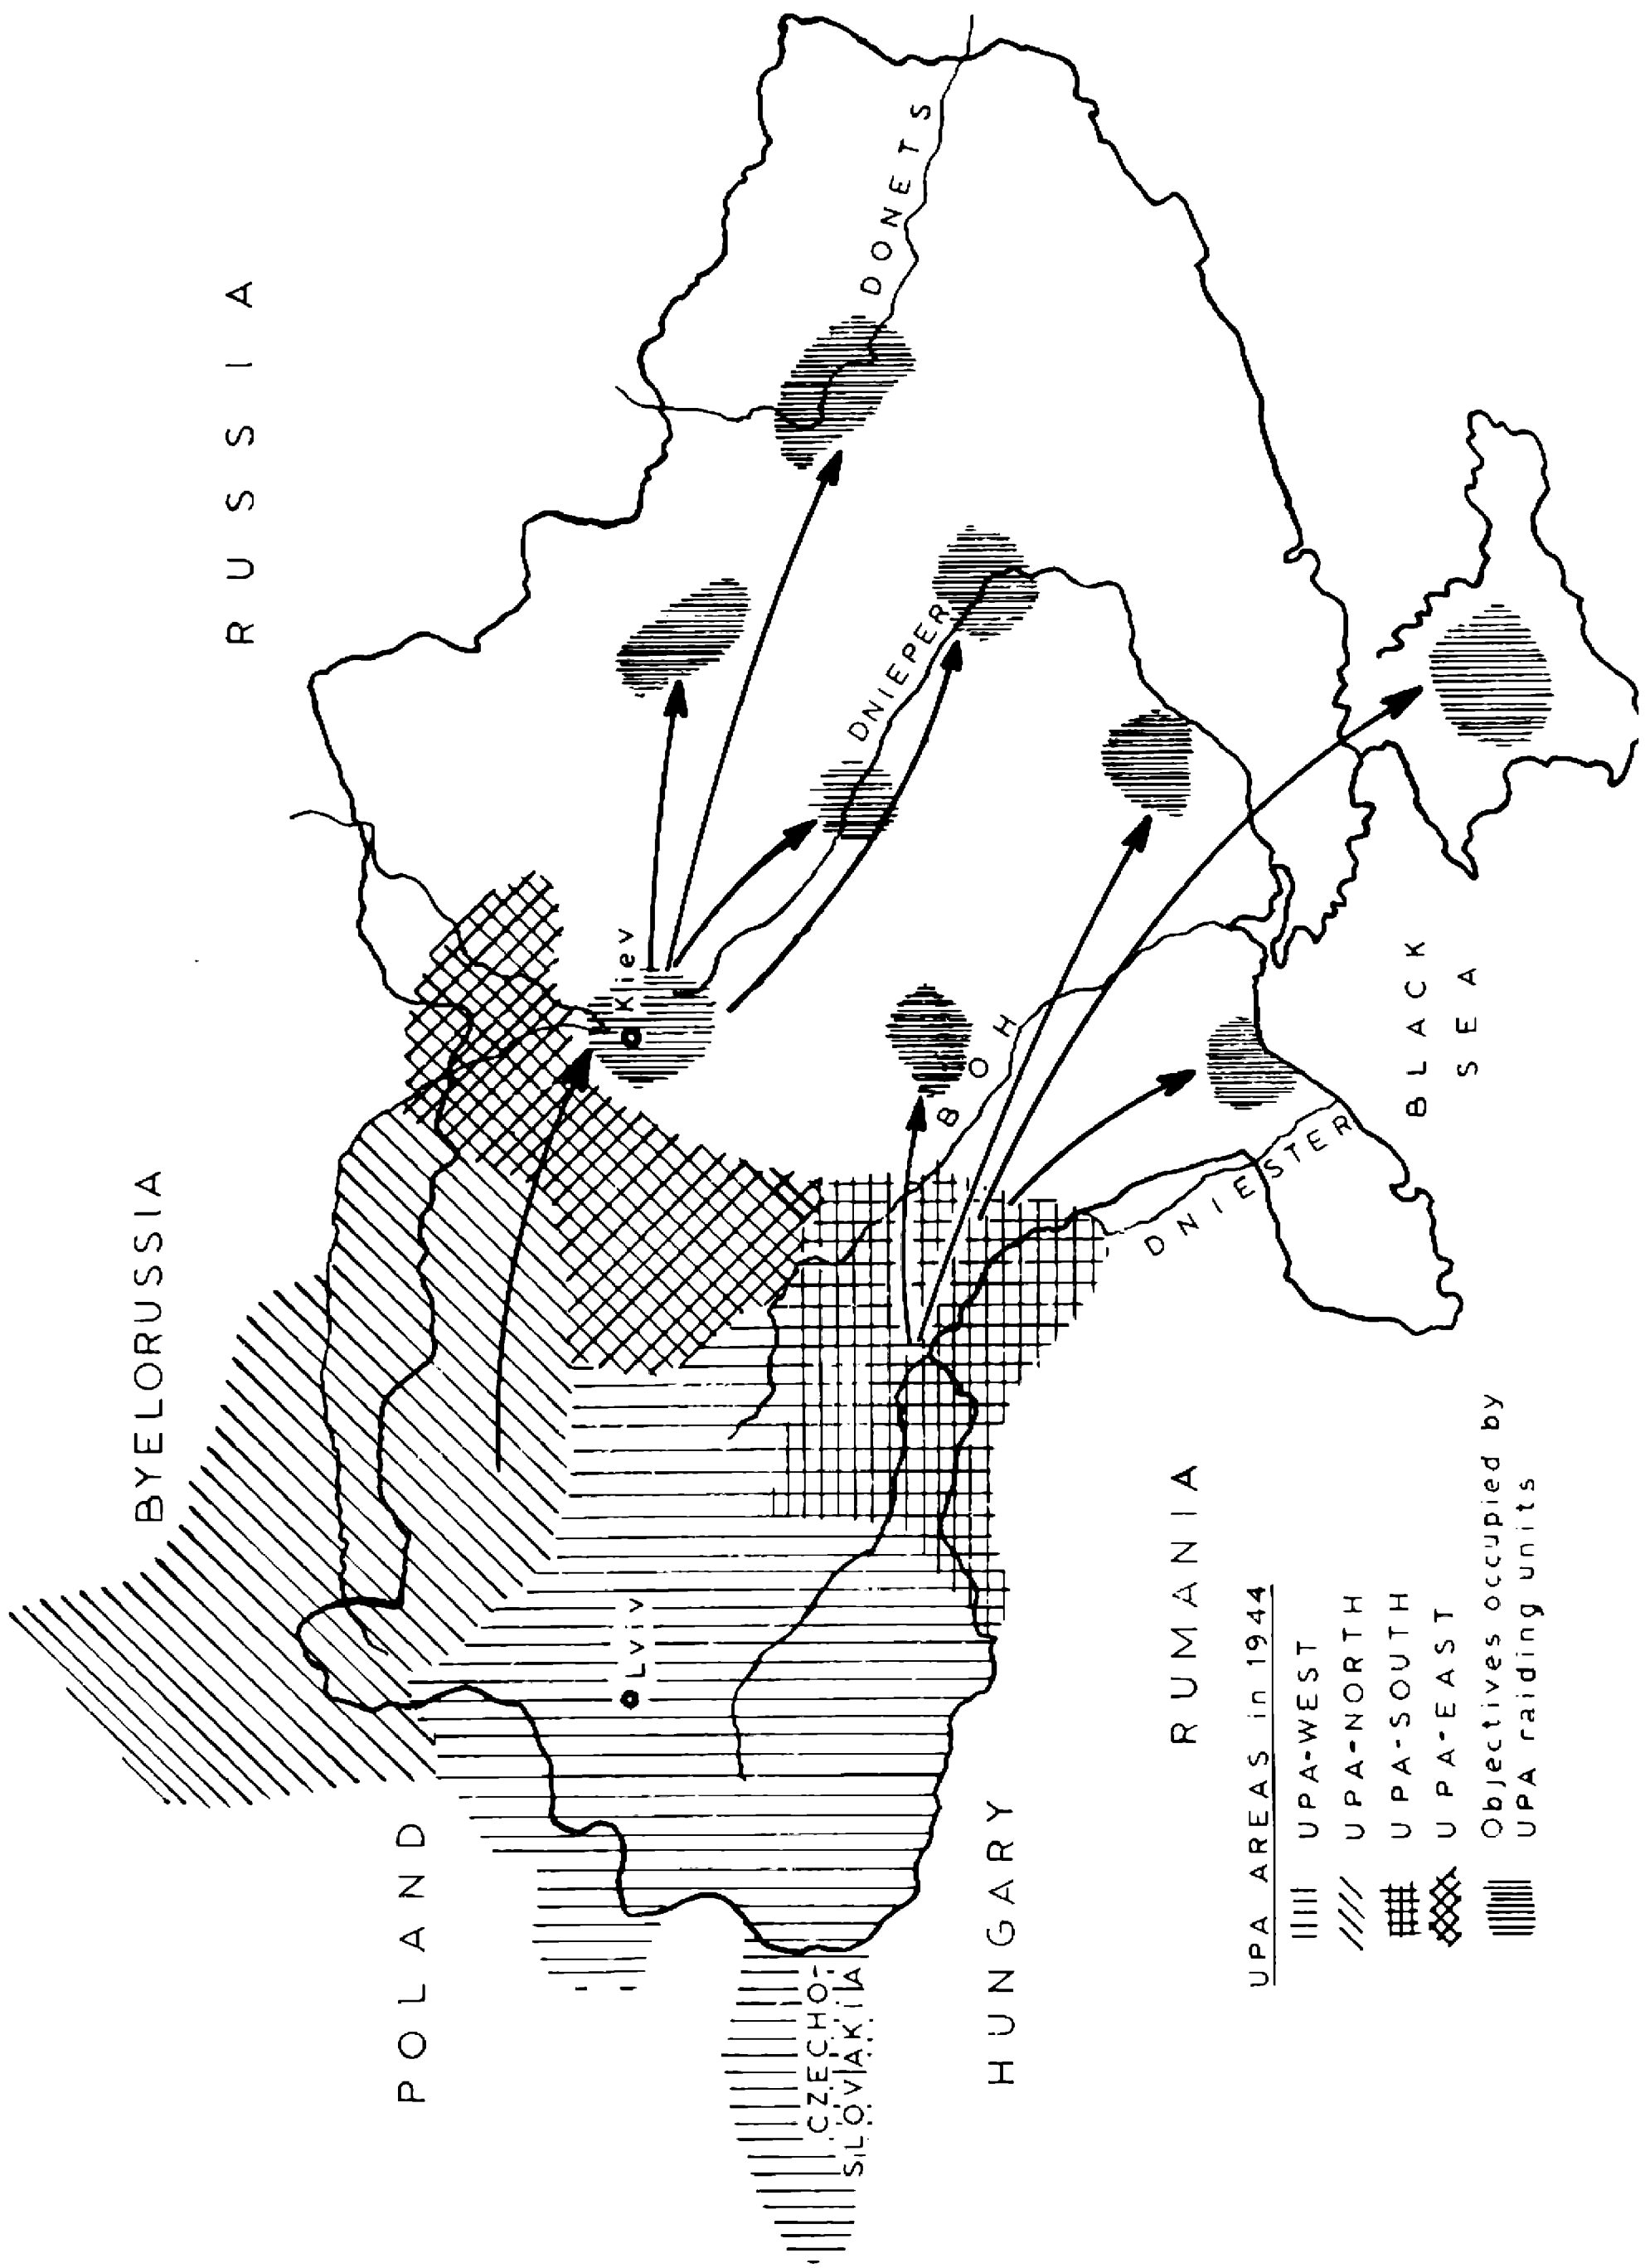 RUSSIA
BYELORUSSIA
POLAND
Kiev
Lviv
DONETS
DNIEPER
BOH
DNIESTER
CZECHO-
SLOVAKIA
HUNGARY
RUMANIA
BLACK
SEA
UPA AREAS in 1944
UPA-WEST
UPA-NORTH
UPA-SOUTH
UPA-EAST
Objectives occupied by
UPA raiding units